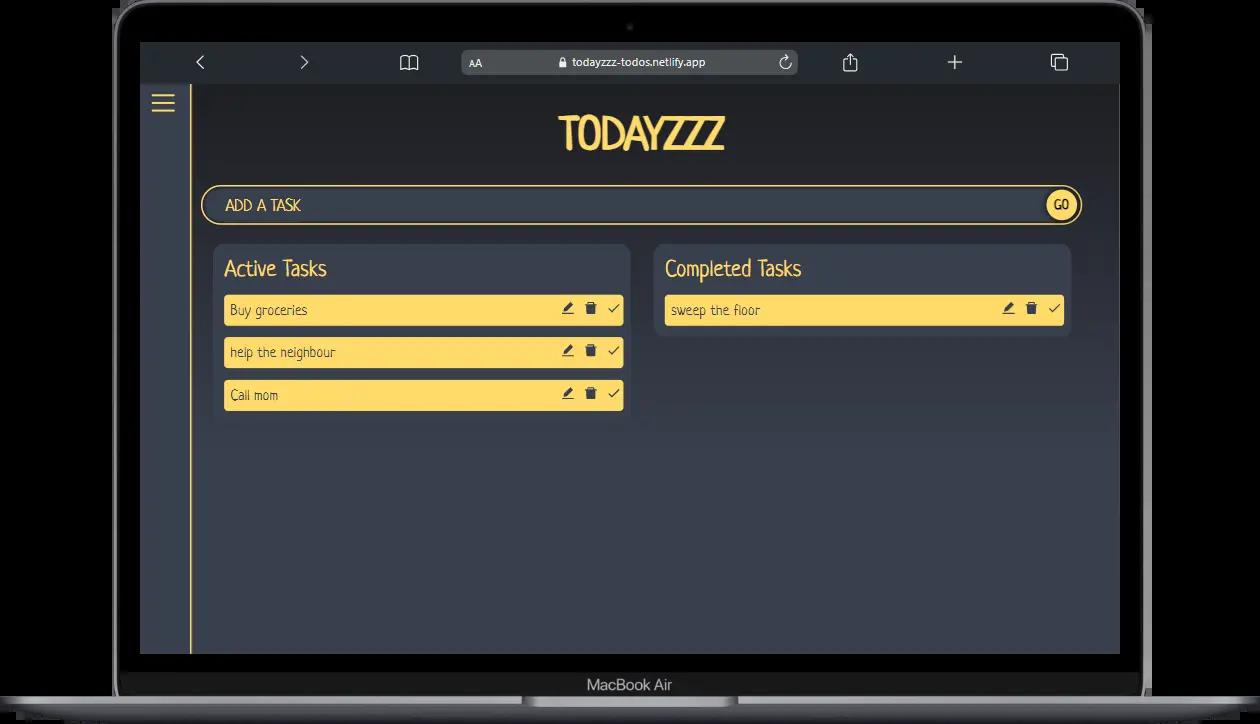 AA todayzzz-todos.netlify.app
TODAYZZZ
ADD A TASK GO
Active Tasks
Buy groceries
help the neighbour
Call mom
Completed Tasks
sweep the floor
MacBook Air